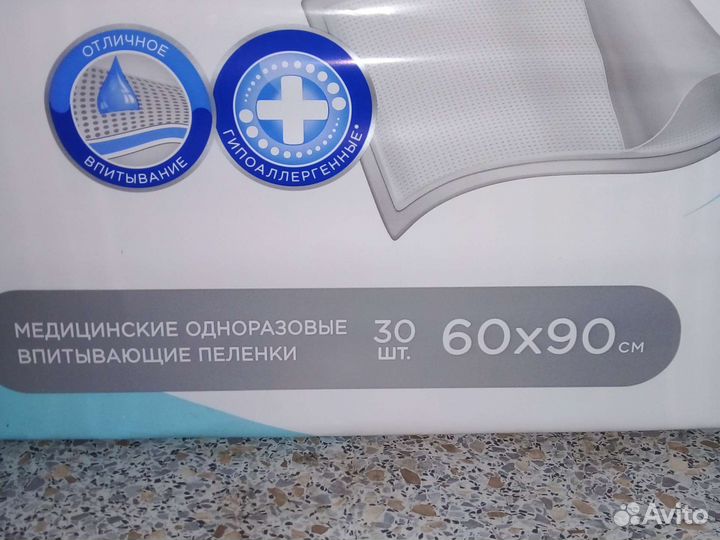 ОТЛИЧНОЕ
ВПИТЫВАНИЕ
ГИПОАЛЛЕРГЕННЫЕ*
МЕДИЦИНСКИЕ ОДНОРАЗОВЫЕ
ВПИТЫВАЮЩИЕ ПЕЛЕНКИ
30
ШТ.
60x90 СМ
Avito